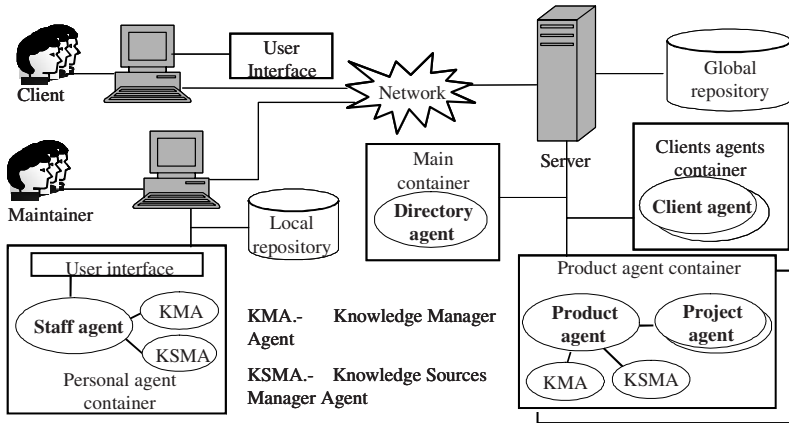 User
Interface
Client
Network
Global
repository
Server
Maintainer
Main
container
Directory
agent
Clients agents
container
Client agent
Local
repository
User interface
Staff agent
KMA
KSMA
Personal agent
container
KMA.- Knowledge Manager
Agent
KSMA.- Knowledge Sources
Manager Agent
Product agent container
Product
agent
Project
agent
KMA
KSMA